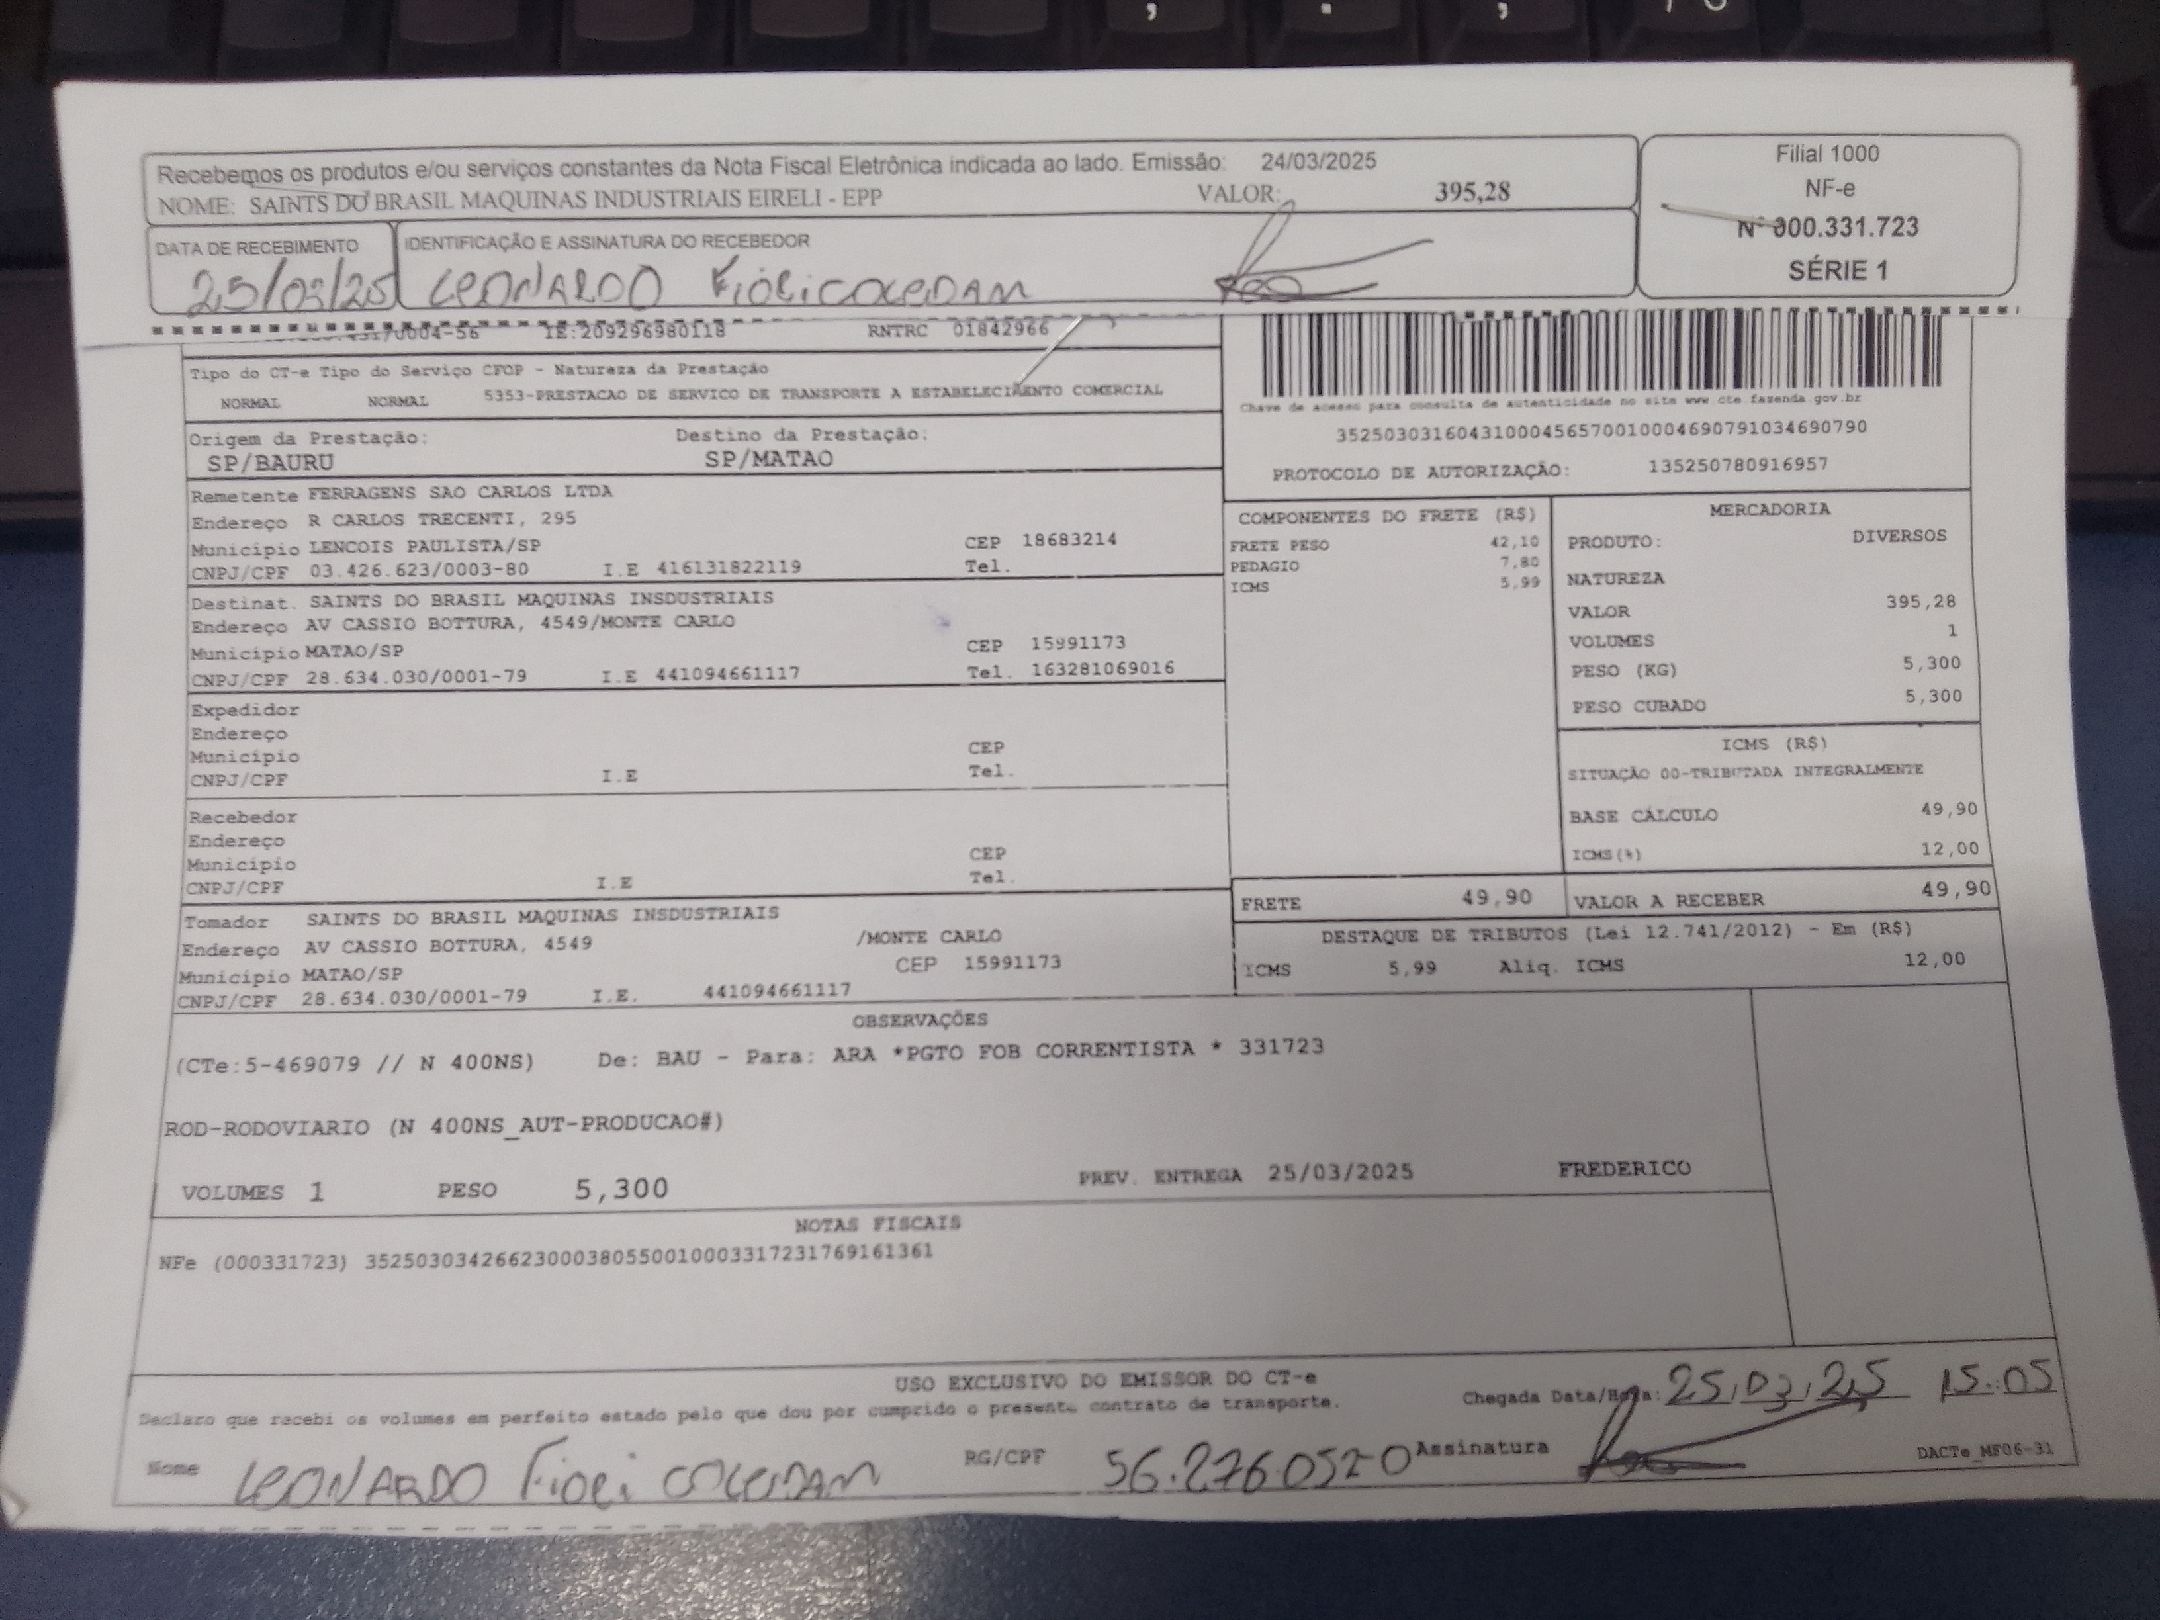 Recebemos os produtos e/ou serviços constantes da Nota Fiscal Eletrônica indicada ao lado. Emissão: 24/03/2025
NOME: SAINTS DO BRASIL MAQUINAS INDUSTRIAIS EIRELI - EPP VALOR: 395,28
DATA DE RECEBIMENTO IDENTIFICAÇÃO E ASSINATURA DO RECEBEDOR
25/03/25 LEONARDO FIORI COLEDAM
Filial 1000
NF-e
Nº 000.331.723
SÉRIE 1
/0004-56 IE:209296980118 RNTRC 01842966
Tipo do CT-e Tipo do Serviço CFOP - Natureza da Prestação
NORMAL NORMAL 5353-PRESTACAO DE SERVICO DE TRANSPORTE A ESTABELECIMENTO COMERCIAL
Chave de acesso para consulta de autenticidade no site www.cte.fazenda.gov.br
35250303160431000456570010004690791034690790
PROTOCOLO DE AUTORIZAÇÃO: 135250780916957
Origem da Prestação: Destino da Prestação:
SP/BAURU SP/MATAO
Remetente FERRAGENS SAO CARLOS LTDA
Endereço R CARLOS TRECENTI, 295
Município LENCOIS PAULISTA/SP CEP 18683214
CNPJ/CPF 03.426.623/0003-80 I.E 416131822119 Tel.
Destinat. SAINTS DO BRASIL MAQUINAS INSDUSTRIAIS
Endereço AV CASSIO BOTTURA, 4549/MONTE CARLO
Município MATAO/SP CEP 15991173
CNPJ/CPF 28.634.030/0001-79 I.E 441094661117 Tel. 163281069016
Expedidor
Endereço
Município CEP
CNPJ/CPF I.E Tel.
Recebedor
Endereço
Município CEP
CNPJ/CPF I.E Tel.
Tomador SAINTS DO BRASIL MAQUINAS INSDUSTRIAIS
Endereço AV CASSIO BOTTURA, 4549 /MONTE CARLO
Município MATAO/SP CEP 15991173
CNPJ/CPF 28.634.030/0001-79 I.E. 441094661117
COMPONENTES DO FRETE (R$)
FRETE PESO 42,10
PEDAGIO 7,80
ICMS 5,99
MERCADORIA
PRODUTO: DIVERSOS
NATUREZA
VALOR 395,28
VOLUMES 1
PESO (KG) 5,300
PESO CUBADO 5,300
ICMS (R$)
SITUAÇÃO 00-TRIBUTADA INTEGRALMENTE
BASE CÁLCULO 49,90
ICMS(%) 12,00
FRETE 49,90 VALOR A RECEBER 49,90
DESTAQUE DE TRIBUTOS (Lei 12.741/2012) - Em (R$)
ICMS 5,99 Aliq. ICMS 12,00
OBSERVAÇÕES
(CTe:5-469079 // N 400NS) De: BAU - Para: ARA *PGTO FOB CORRENTISTA * 331723
ROD-RODOVIARIO (N 400NS_AUT-PRODUCAO#)
VOLUMES 1 PESO 5,300 PREV. ENTREGA 25/03/2025 FREDERICO
NOTAS FISCAIS
NFe (000331723) 35250303426623000380550010003317231769161361
USO EXCLUSIVO DO EMISSOR DO CT-e
Chegada Data/Hora: 25,03,25 15:05
Declaro que recebi os volumes em perfeito estado pelo que dou por cumprido o presente contrato de transporte.
Nome LEONARDO FIORI COLEDAM RG/CPF 56.276.052-0 Assinatura
DACTe_MF06-31